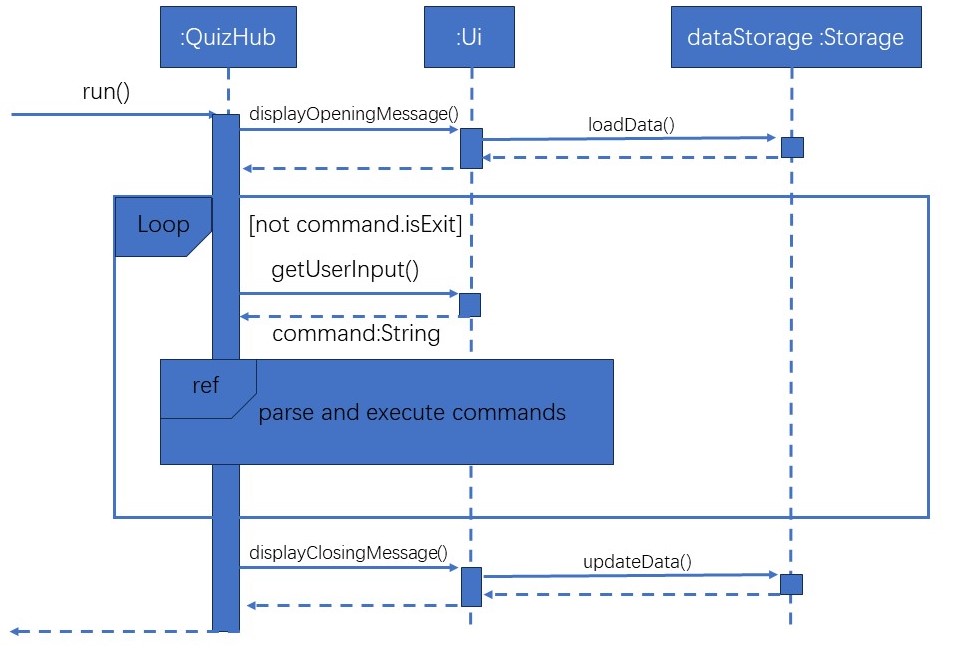 :QuizHub
:Ui
dataStorage :Storage
run()
displayOpeningMessage()
loadData()
Loop
[not command.isExit]
getUserInput()
command:String
ref
parse and execute commands
displayClosingMessage()
updateData()